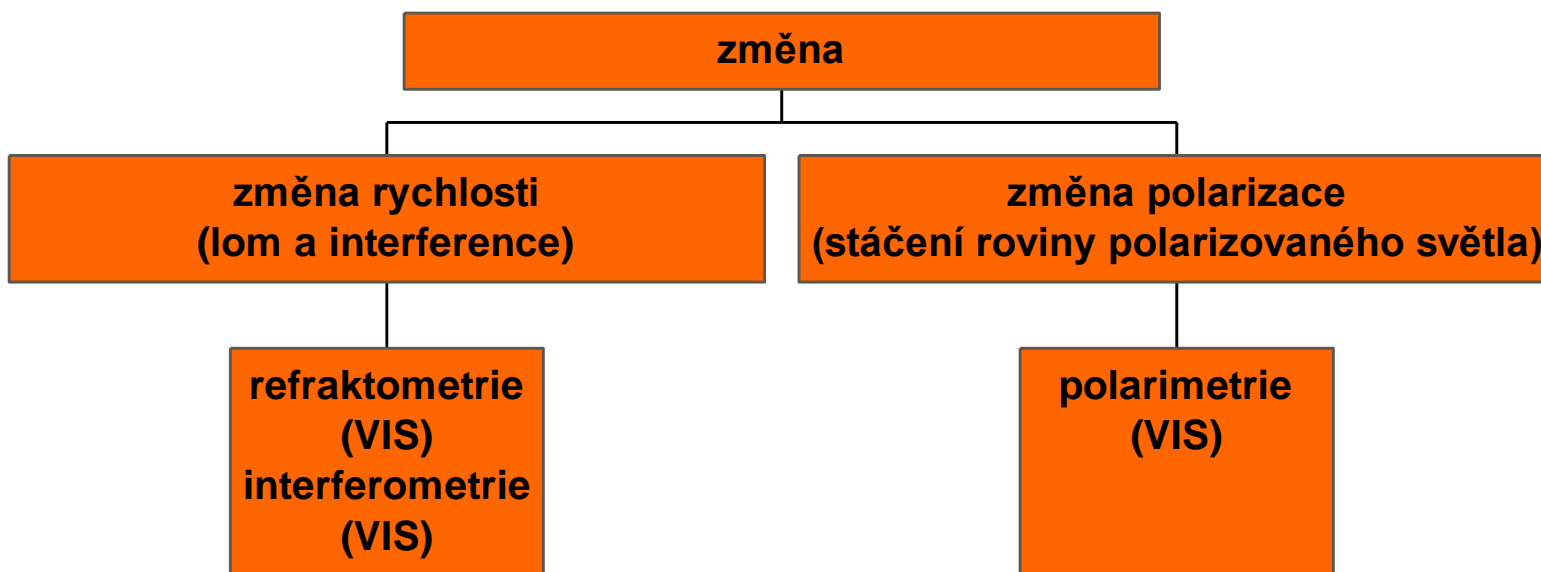 změna
změna rychlosti
(lom a interference)
změna polarizace
(stáčení roviny polarizovaného světla)
refraktometrie
(VIS)
interferometrie
(VIS)
polarimetrie
(VIS)